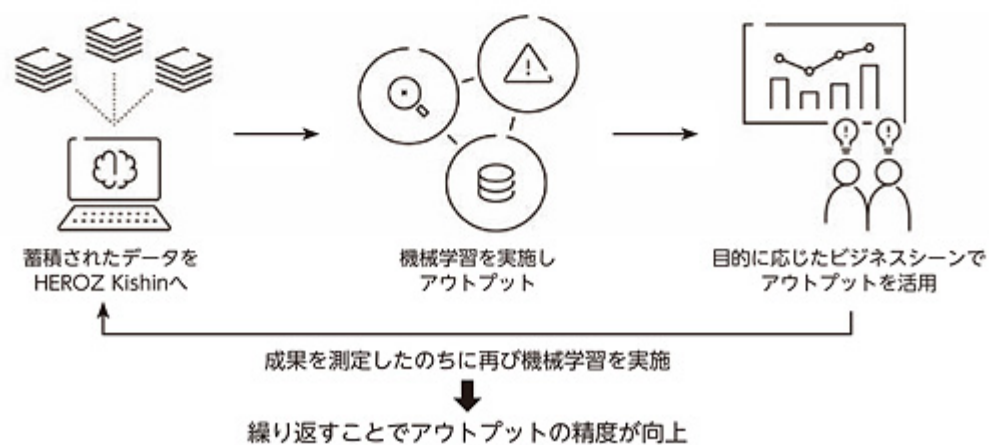 蓄積されたデータを
HEROZ Kishinへ
機械学習を実施し
アウトプット
目的に応じたビジネスシーンで
アウトプットを活用
成果を測定したのちに再び機械学習を実施
繰り返すことでアウトプットの精度が向上